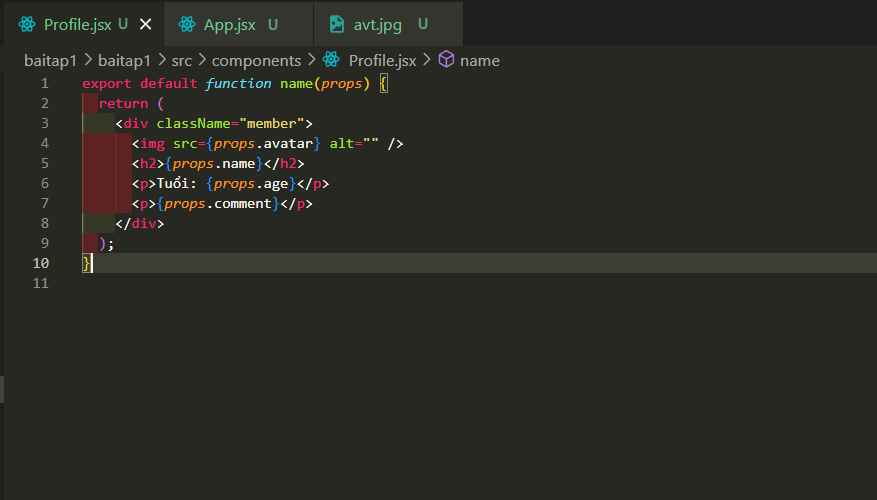 Profile.jsx U App.jsx U avt.jpg U
baitap1 > baitap1 > src > components > Profile.jsx > name
1 export default function name(props) {
2 return (
3 <div className="member">
4 <img src={props.avatar} alt="" />
5 <h2>{props.name}</h2>
6 <p>Tuổi: {props.age}</p>
7 <p>{props.comment}</p>
8 </div>
9 );
10 }
11